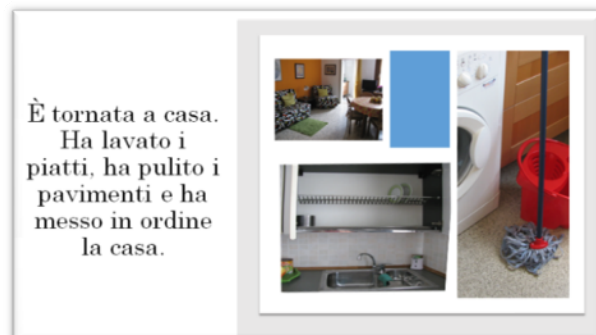 È tornata a casa.
Ha lavato i
piatti, ha pulito i
pavimenti e ha
messo in ordine
la casa.